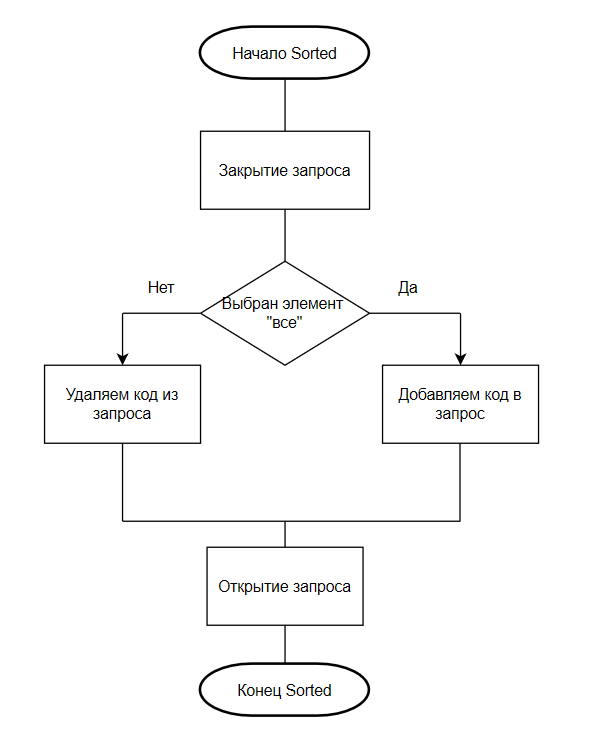 Начало Sorted
Закрытие запроса
Нет
Да
Выбран элемент
"все"
Удаляем код из
запроса
Добавляем код в
запрос
Открытие запроса
Конец Sorted